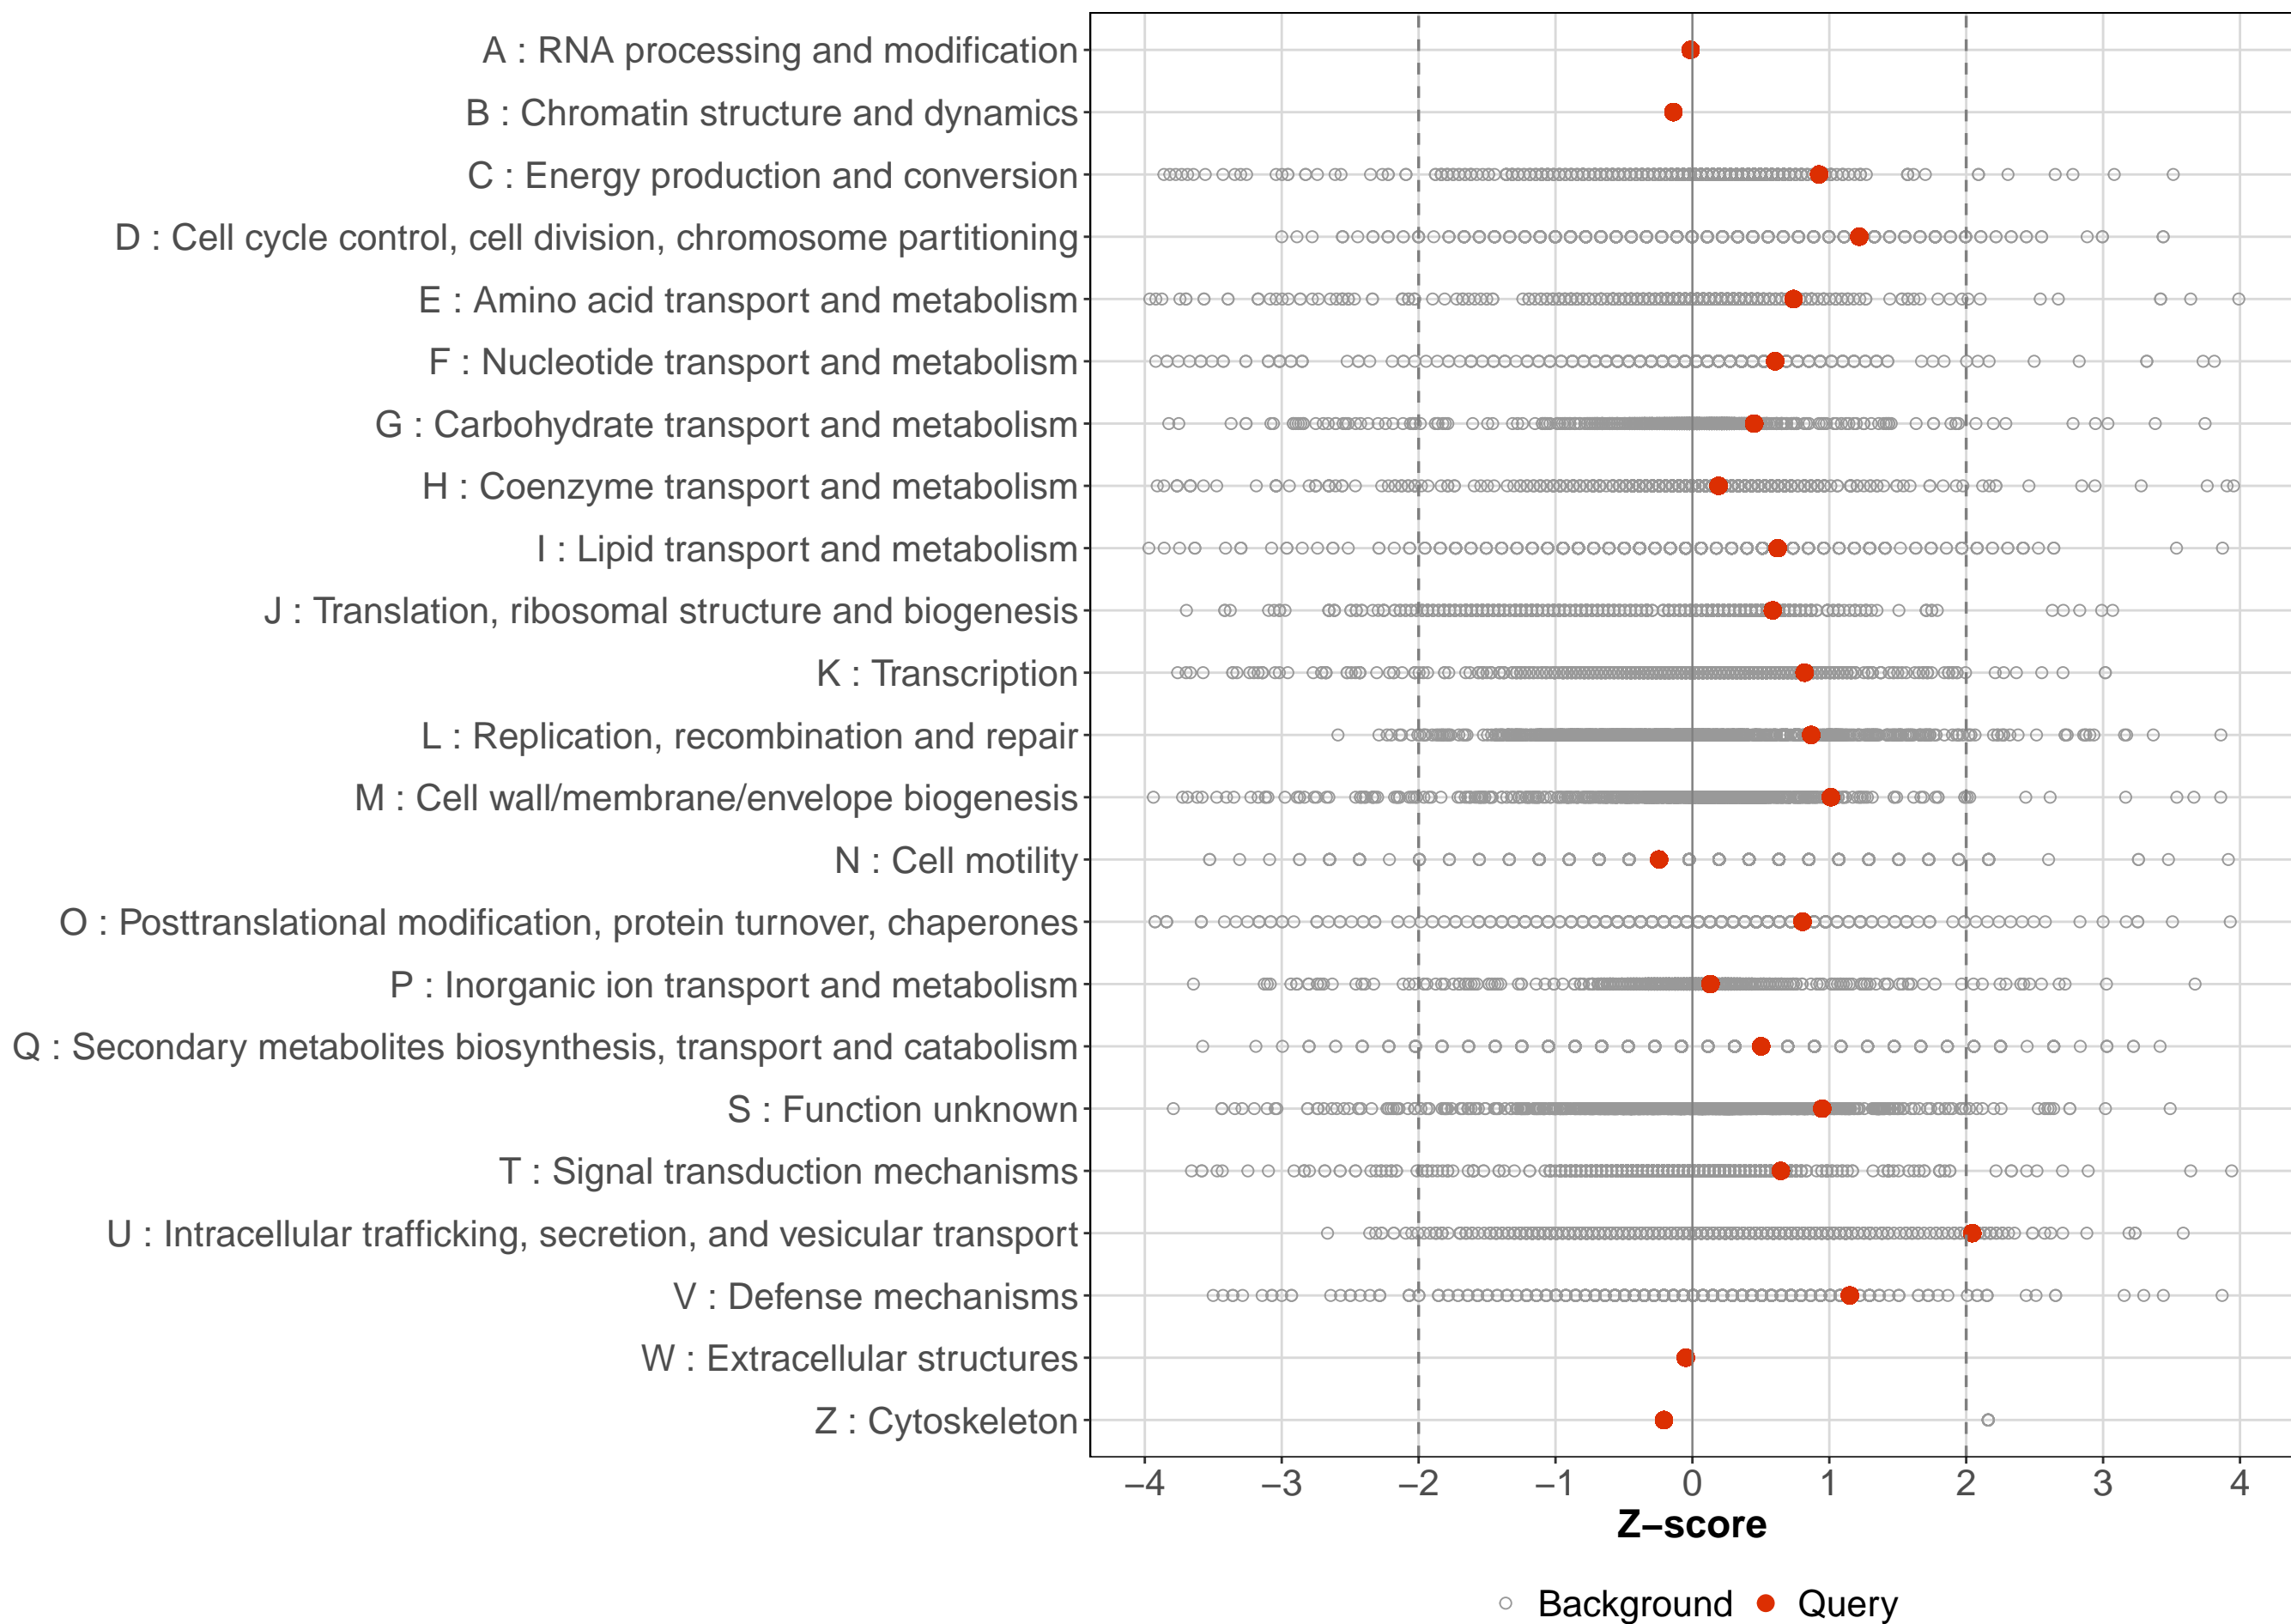 A : RNA processing and modification
B : Chromatin structure and dynamics
C : Energy production and conversion
D : Cell cycle control, cell division, chromosome partitioning
E : Amino acid transport and metabolism
F : Nucleotide transport and metabolism
G : Carbohydrate transport and metabolism
H : Coenzyme transport and metabolism
I : Lipid transport and metabolism
J : Translation, ribosomal structure and biogenesis
K : Transcription
L : Replication, recombination and repair
M : Cell wall/membrane/envelope biogenesis
N : Cell motility
O : Posttranslational modification, protein turnover, chaperones
P : Inorganic ion transport and metabolism
Q : Secondary metabolites biosynthesis, transport and catabolism
S : Function unknown
T : Signal transduction mechanisms
U : Intracellular trafficking, secretion, and vesicular transport
V : Defense mechanisms
W : Extracellular structures
Z : Cytoskeleton
−4 −3 −2 −1 0 1 2 3 4
Z−score
Background Query